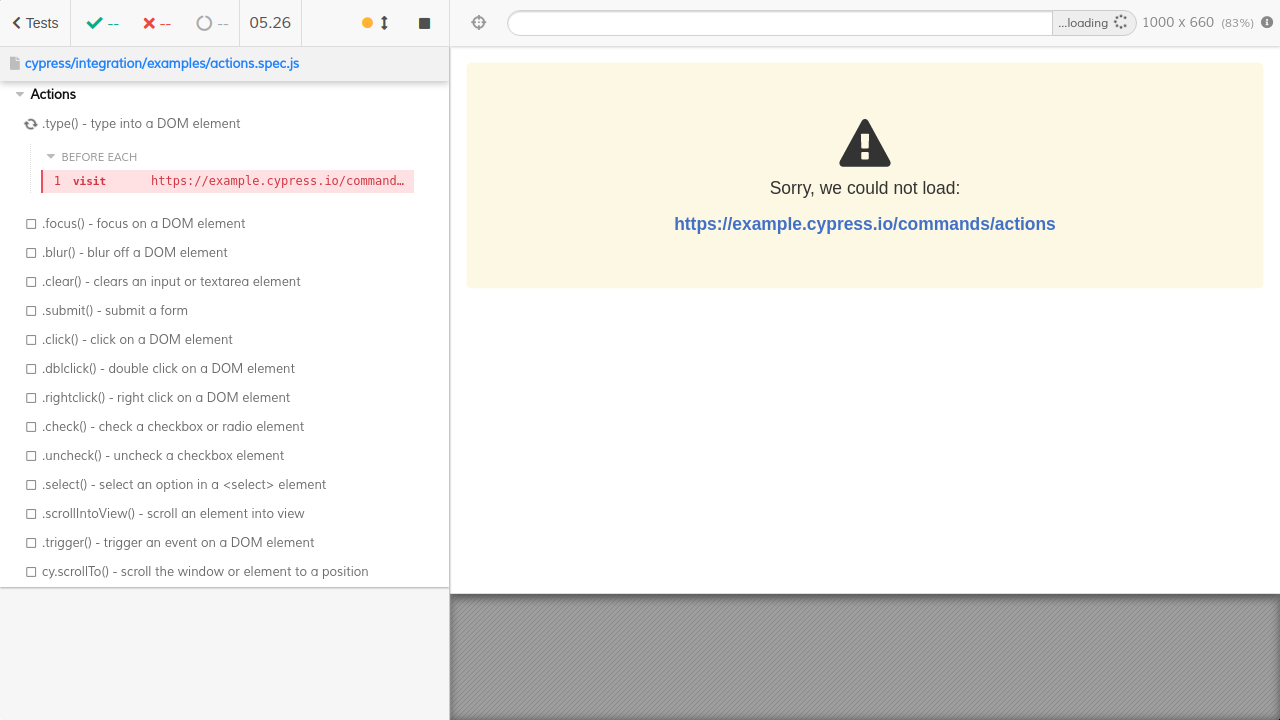 Tests -- -- -- 05.26
...loading 1000 x 660 (83%)
cypress/integration/examples/actions.spec.js
Actions
.type() - type into a DOM element
BEFORE EACH
1 visit https://example.cypress.io/command…
.focus() - focus on a DOM element
.blur() - blur off a DOM element
.clear() - clears an input or textarea element
.submit() - submit a form
.click() - click on a DOM element
.dblclick() - double click on a DOM element
.rightclick() - right click on a DOM element
.check() - check a checkbox or radio element
.uncheck() - uncheck a checkbox element
.select() - select an option in a <select> element
.scrollIntoView() - scroll an element into view
.trigger() - trigger an event on a DOM element
cy.scrollTo() - scroll the window or element to a position
Sorry, we could not load:
https://example.cypress.io/commands/actions